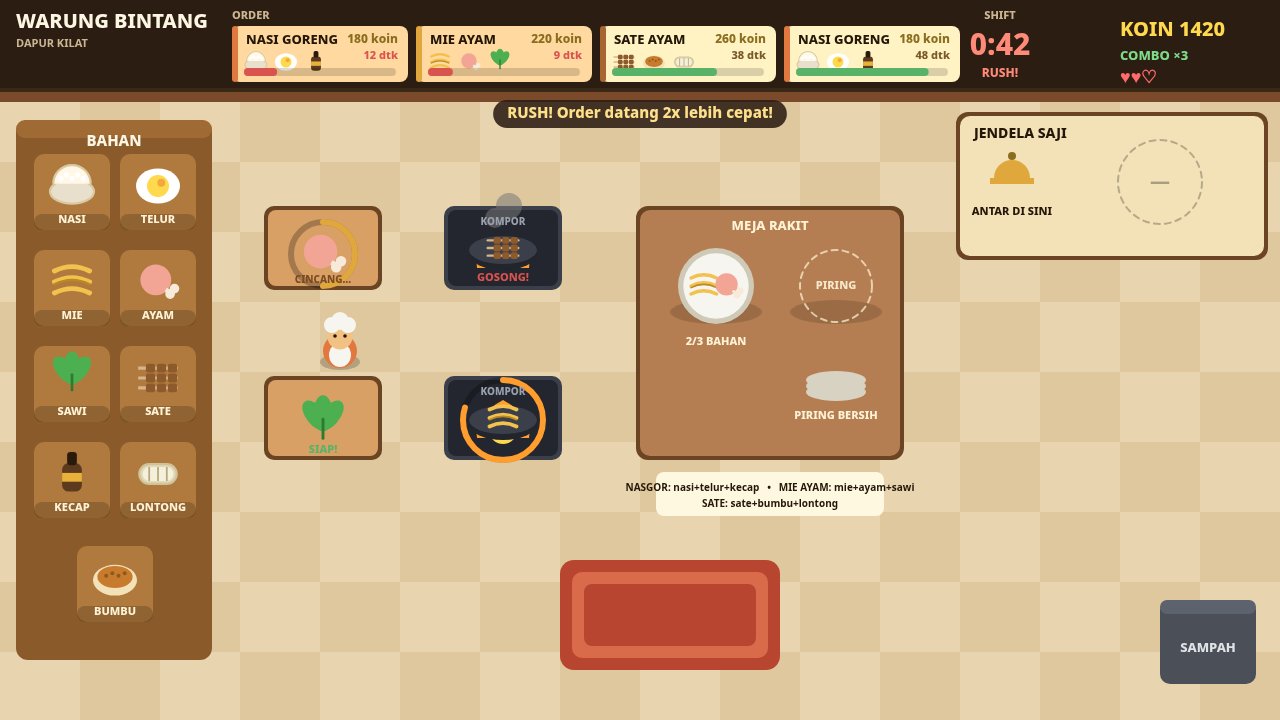 WARUNG BINTANG
DAPUR KILAT
ORDER
NASI GORENG 180 koin
12 dtk
MIE AYAM 220 koin
9 dtk
SATE AYAM 260 koin
38 dtk
NASI GORENG 180 koin
48 dtk
SHIFT
0:42
RUSH!
KOIN 1420
COMBO ×3
♥♥♡
RUSH! Order datang 2x lebih cepat!
BAHAN
NASI
TELUR
MIE
AYAM
SAWI
SATE
KECAP
LONTONG
BUMBU
CINCANG...
KOMPOR
GOSONG!
SIAP!
KOMPOR
MEJA RAKIT
PIRING
2/3 BAHAN
PIRING BERSIH
NASGOR: nasi+telur+kecap • MIE AYAM: mie+ayam+sawi
SATE: sate+bumbu+lontong
JENDELA SAJI
—
ANTAR DI SINI
SAMPAH